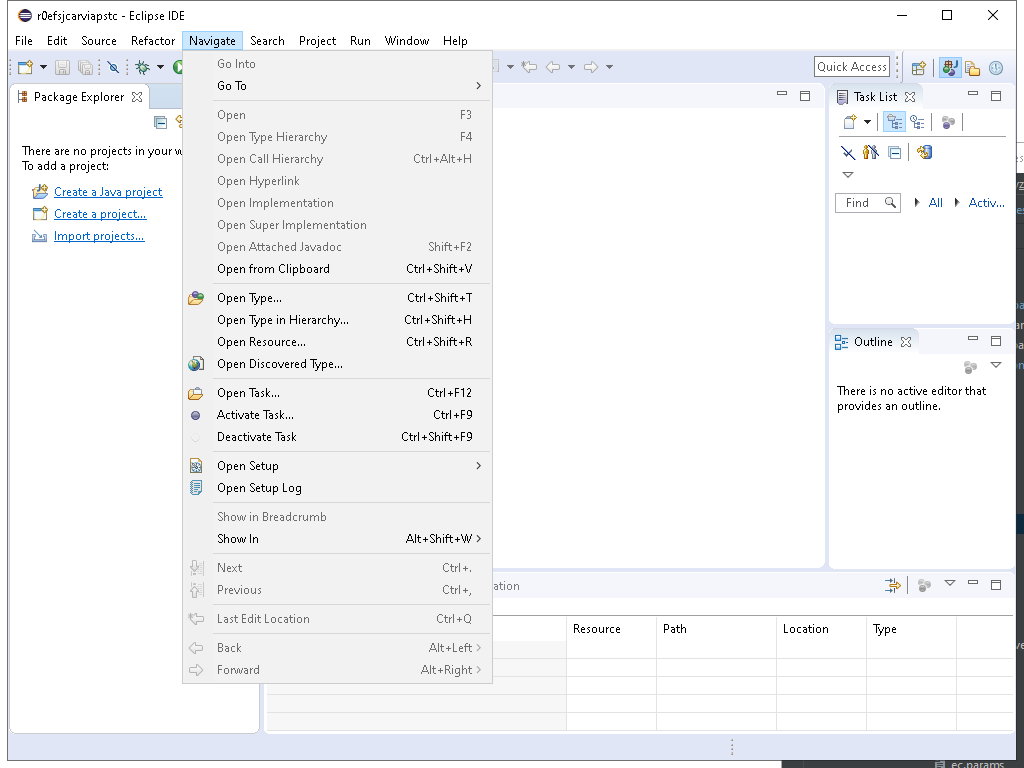 r0efsjcarviapstc - Eclipse IDE
File Edit Source Refactor Navigate Search Project Run Window Help
Quick Access
Package Explorer
There are no projects in your
To add a project:
Create a Java project
Create a project...
Import projects...
Go Into
Go To
Open F3
Open Type Hierarchy F4
Open Call Hierarchy Ctrl+Alt+H
Open Hyperlink
Open Implementation
Open Super Implementation
Open Attached Javadoc Shift+F2
Open from Clipboard Ctrl+Shift+V
Open Type... Ctrl+Shift+T
Open Type in Hierarchy... Ctrl+Shift+H
Open Resource... Ctrl+Shift+R
Open Discovered Type...
Open Task... Ctrl+F12
Activate Task... Ctrl+F9
Deactivate Task Ctrl+Shift+F9
Open Setup
Open Setup Log
Show in Breadcrumb
Show In Alt+Shift+W
Next Ctrl+.
Previous Ctrl+,
Last Edit Location Ctrl+Q
Back Alt+Left
Forward Alt+Right
Task List
Find
All
Activ...
Outline
There is no active editor that
provides an outline.
ation
Resource Path Location Type
ec.params